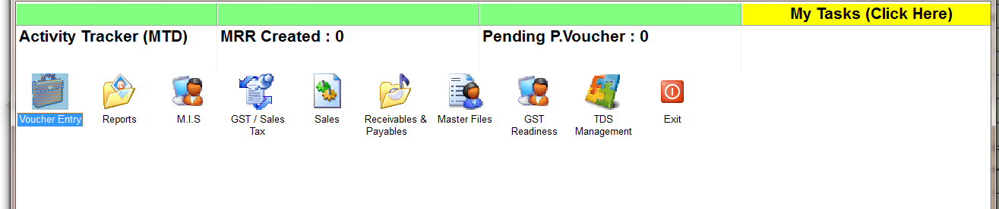 My Tasks (Click Here)
Activity Tracker (MTD) MRR Created : 0 Pending P.Voucher : 0
Voucher Entry
Reports
M.I.S
GST / Sales
Tax
Sales
Receivables &
Payables
Master Files
GST
Readiness
TDS
Management
Exit